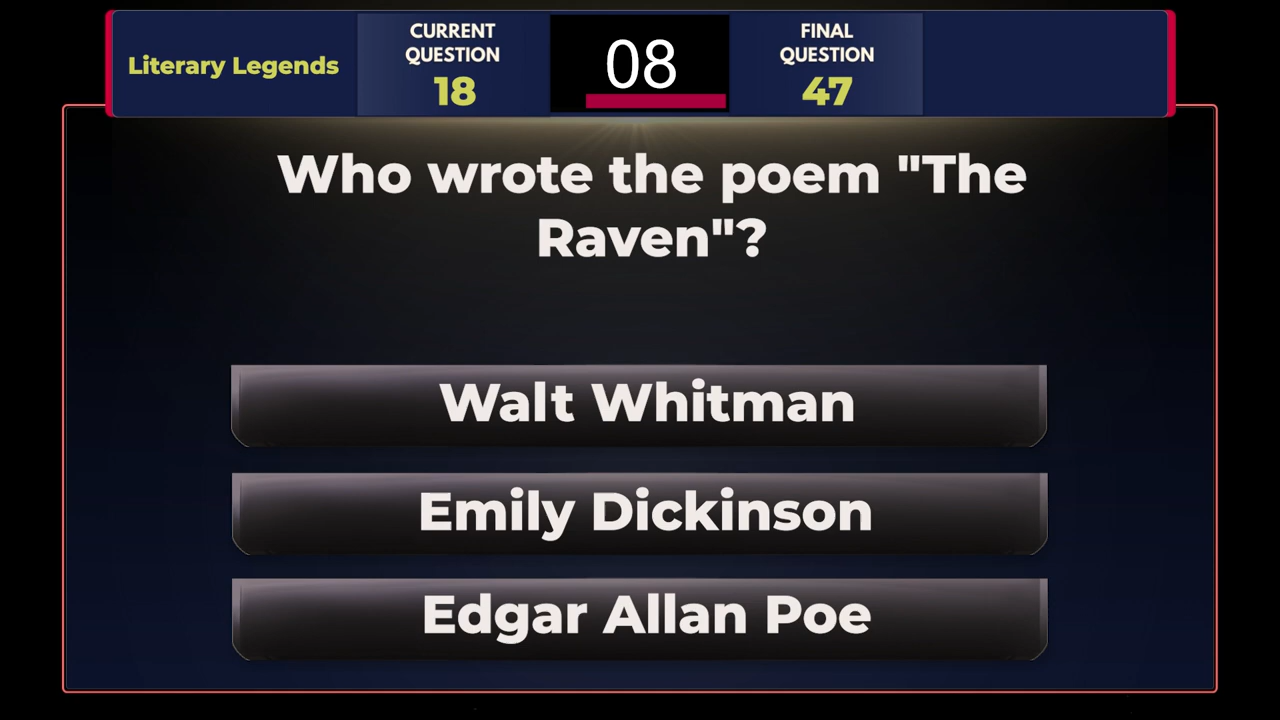 Literary Legends
CURRENT
QUESTION
18
08
FINAL
QUESTION
47
Who wrote the poem "The
Raven"?
Walt Whitman
Emily Dickinson
Edgar Allan Poe